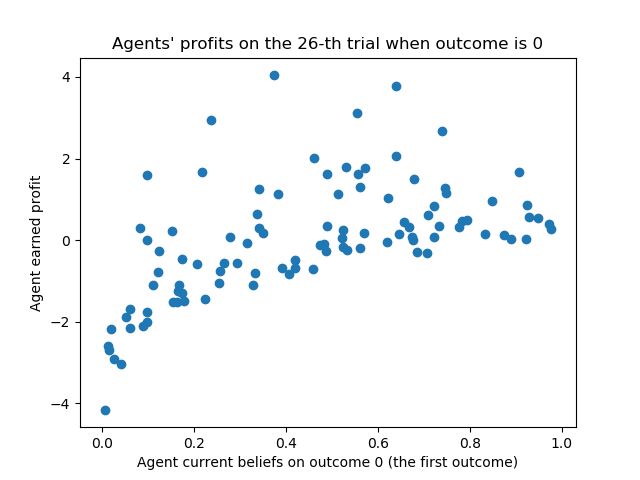 Agents' profits on the 26-th trial when outcome is 0
4
2
0
−2
−4
Agent earned profit
0.0 0.2 0.4 0.6 0.8 1.0
Agent current beliefs on outcome 0 (the first outcome)